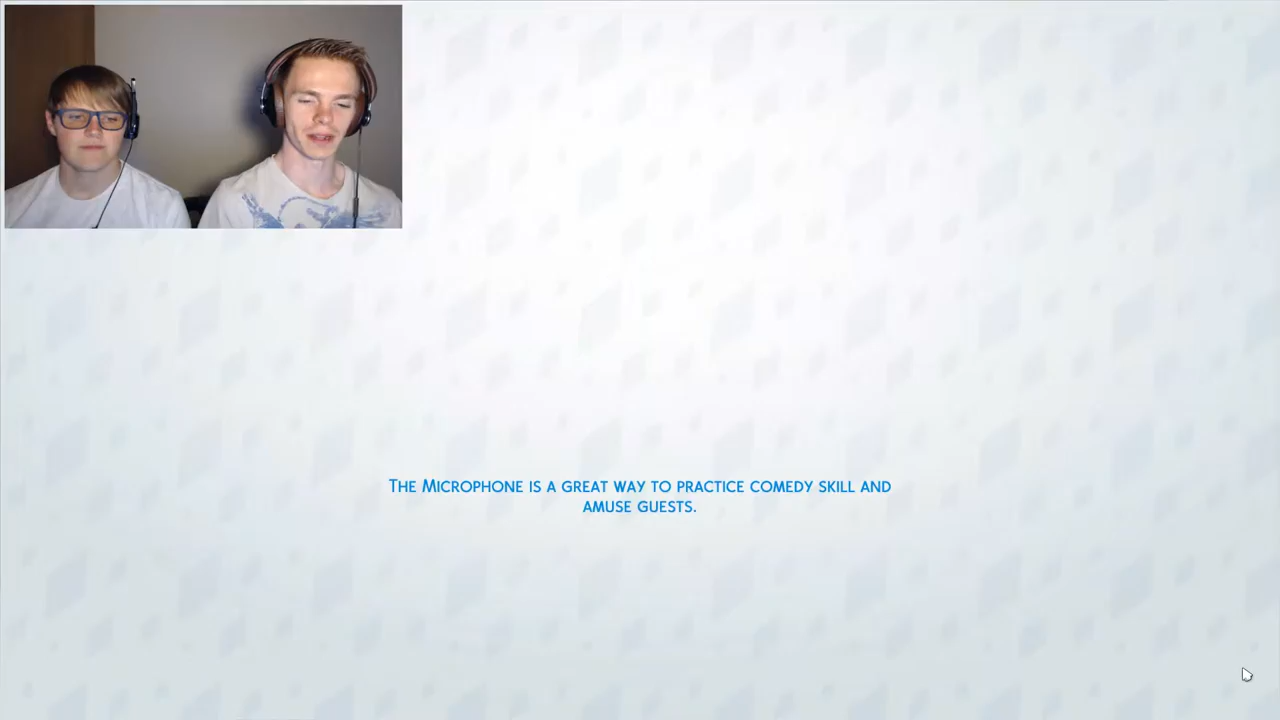 The Microphone is a great way to practice comedy skill and
amuse guests.